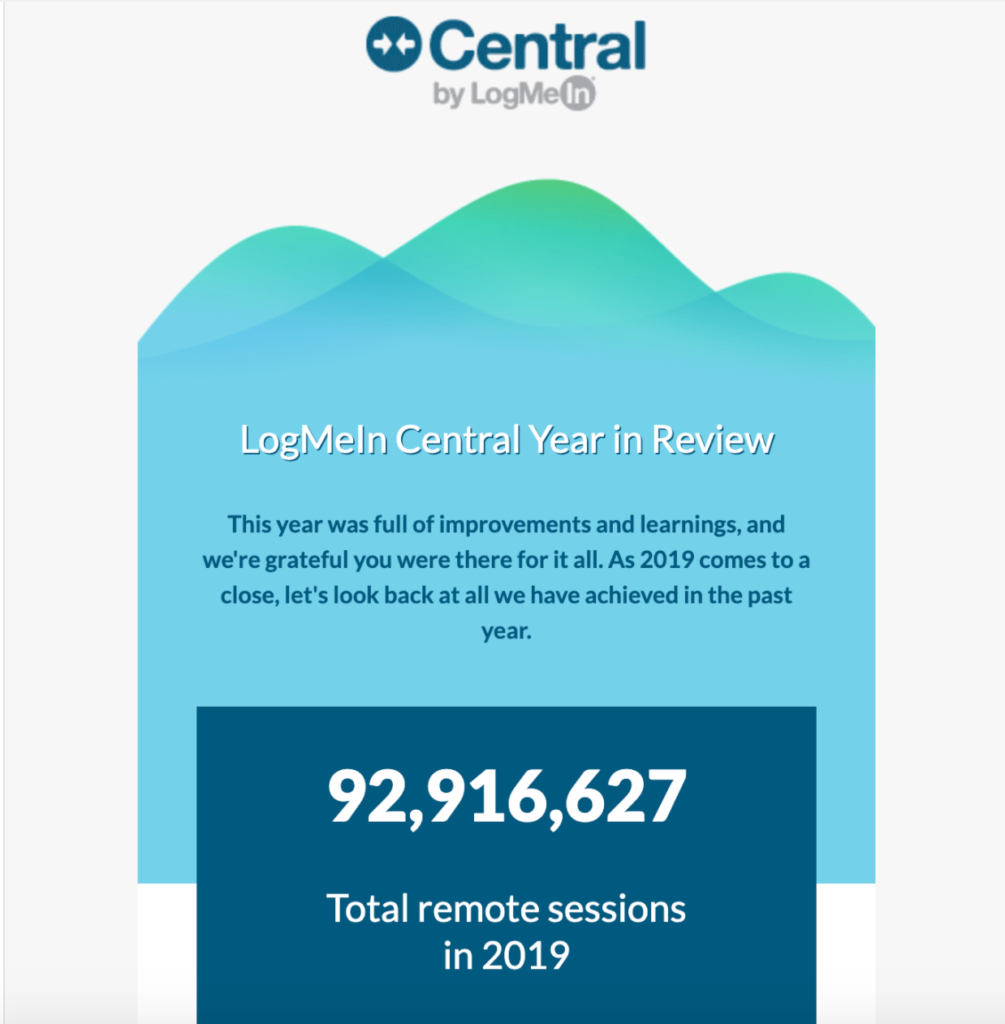 Central
by LogMeIn
LogMeIn Central Year in Review
This year was full of improvements and learnings, and
we're grateful you were there for it all. As 2019 comes to a
close, let's look back at all we have achieved in the past
year.
92,916,627
Total remote sessions
in 2019